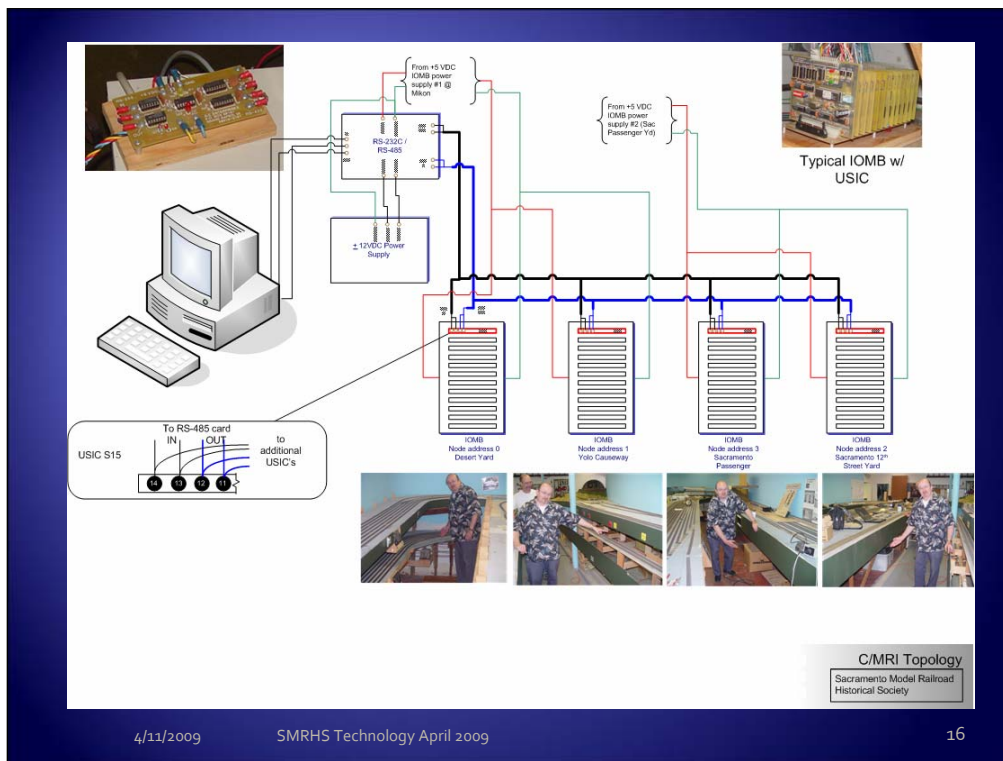 From +5 VDC
IOMB power
supply #1 @
Mikon
From +5 VDC
IOMB power
supply #2 (Sac
Passenger Yd)
Typical IOMB w/
USIC
RS-232C /
RS-485
± 12VDC Power
Supply
To RS-485 card
IN OUT
USIC S15
to
additional
USIC's
14 13 12 11
IOMB
Node address 0
Desert Yard
IOMB
Node address 1
Yolo Causeway
IOMB
Node address 3
Sacramento
Passenger
IOMB
Node address 2
Sacramento 12th
Street Yard
C/MRI Topology
Sacramento Model Railroad
Historical Society
4/11/2009 SMRHS Technology April 2009 16